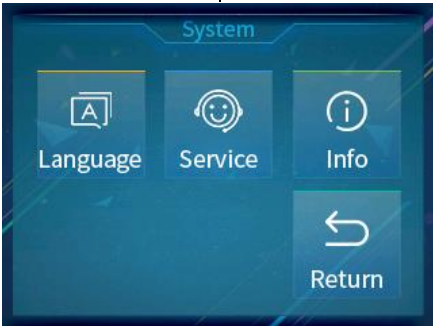 System
A
Language
Service
Info
Return